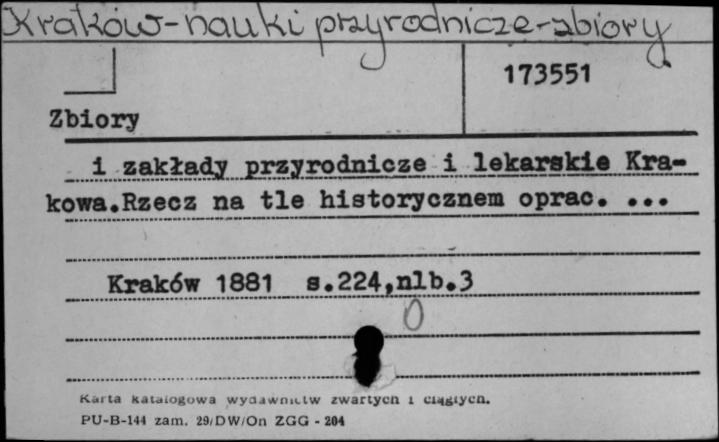 Kraków-nauki przyrodnicze-zbiory
173551
Zbiory
i zakłady przyrodnicze i lekarskie Kra-
kowa.Rzecz na tle historycznem oprac. ...
Kraków 1881 s.224,nlb.3
0
Karta katalogowa wydawnictw zwartych i ciągłych.
PU-B-144 zam. 29/DW/On ZGG - 204